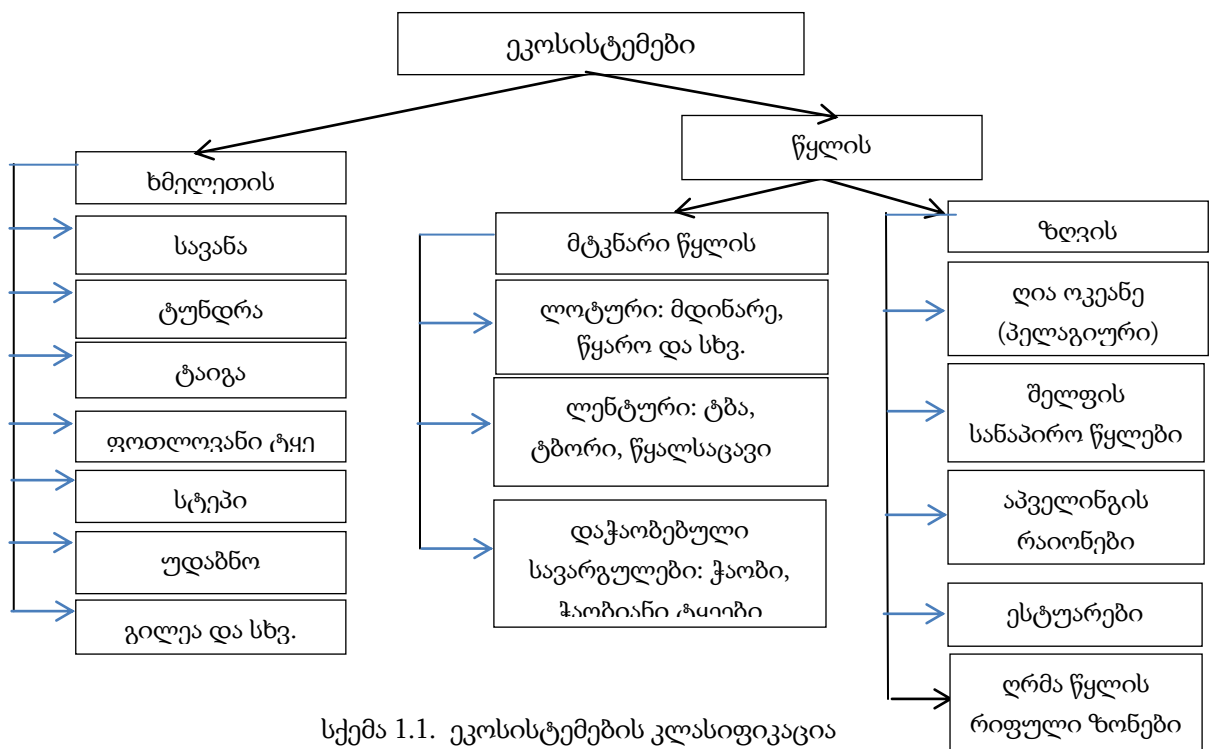 ეკოსისტემები
წყლის
ხმელეთის
სავანა
ტუნდრა
ტაიგა
ფოთლოვანი ტყე
სტეპი
უდაბნო
გილეა და სხვ.
მტკნარი წყლის
ლოტური: მდინარე,
წყარო და სხვ.
ლენტური: ტბა,
ტბორი, წყალსაცავი
დაჭაობებული
სავარგულები: ჭაობი,
ჭაობიანი ტყეები
ზღვის
ღია ოკეანე
(პელაგიური)
შელფის
სანაპირო წყლები
აპველინგის
რაიონები
ესტუარები
ღრმა წყლის
რიფული ზონები
სქემა 1.1. ეკოსისტემების კლასიფიკაცია